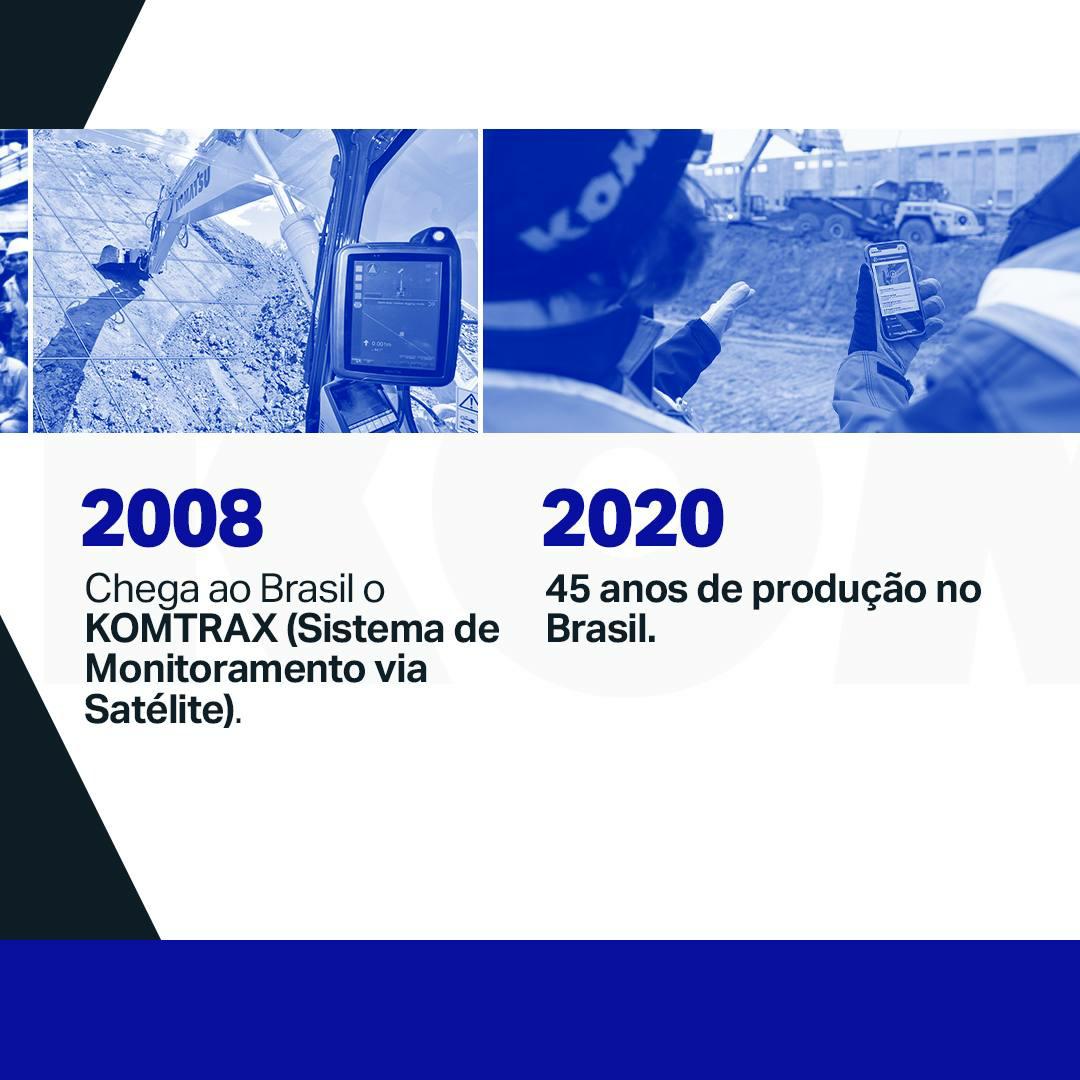 KOMATSU
KOM
2008
Chega ao Brasil o
KOMTRAX (Sistema de
Monitoramento via
Satélite).
2020
45 anos de produção no
Brasil.
KOM